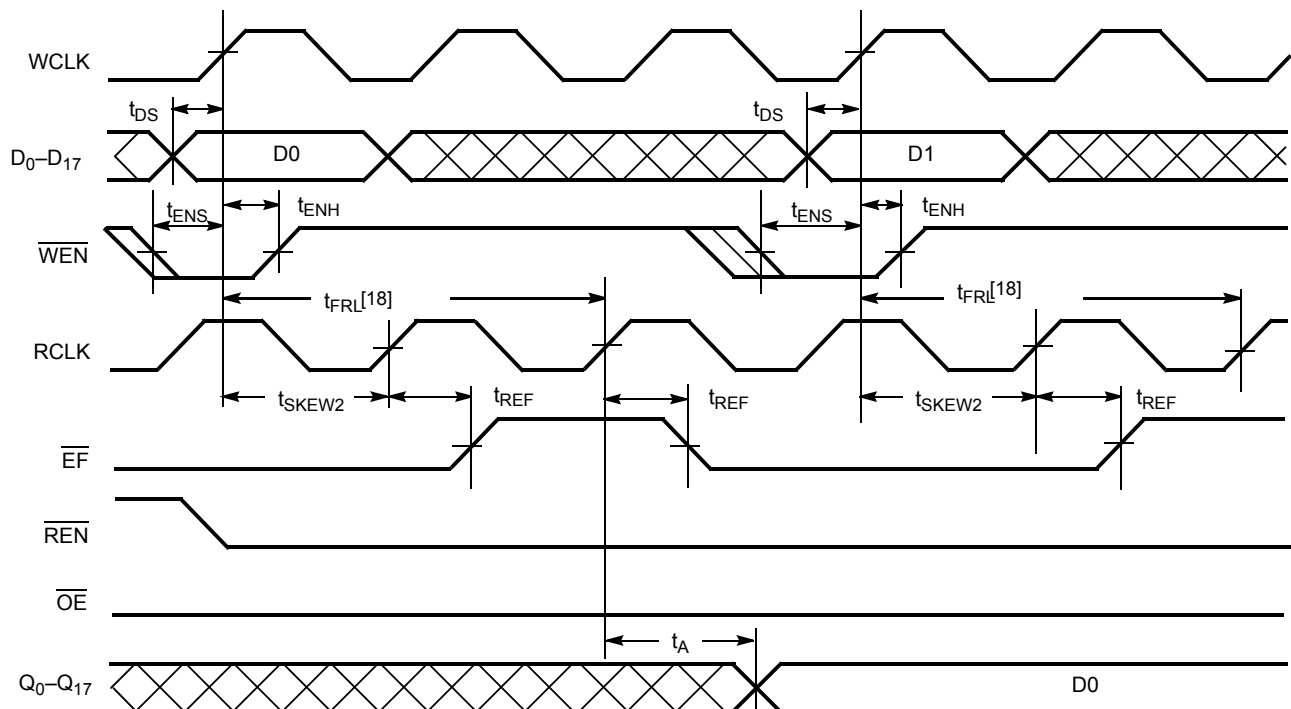 WCLK
tDS
tDS
D0–D17
D0
D1
tENS
tENH
tENS
tENH
WEN
tFRL[18]
tFRL[18]
RCLK
tSKEW2
tREF
tREF
tSKEW2
tREF
EF
REN
OE
tA
Q0–Q17
D0